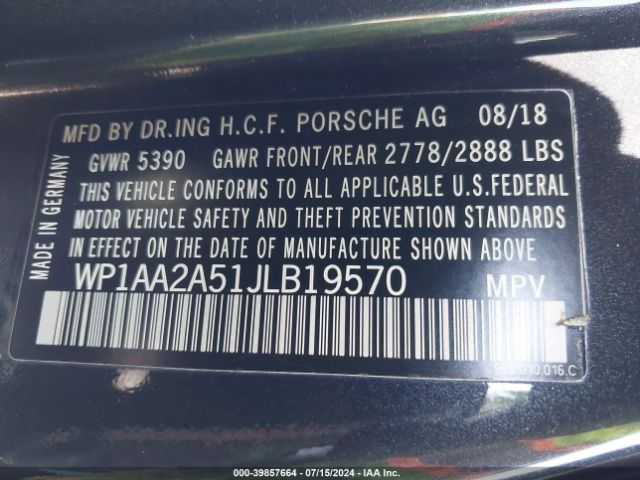 MFD BY DR.ING H.C.F. PORSCHE AG 08/18
GVWR 5390 GAWR FRONT/REAR 2778/2888 LBS
THIS VEHICLE CONFORMS TO ALL APPLICABLE U.S.FEDERAL
MOTOR VEHICLE SAFETY AND THEFT PREVENTION STANDARDS
IN EFFECT ON THE DATE OF MANUFACTURE SHOWN ABOVE
WP1AA2A51JLB19570 MPV
MADE IN GERMANY
010.016.C
000-39857664 / 07/15/2024 - IAA Inc.